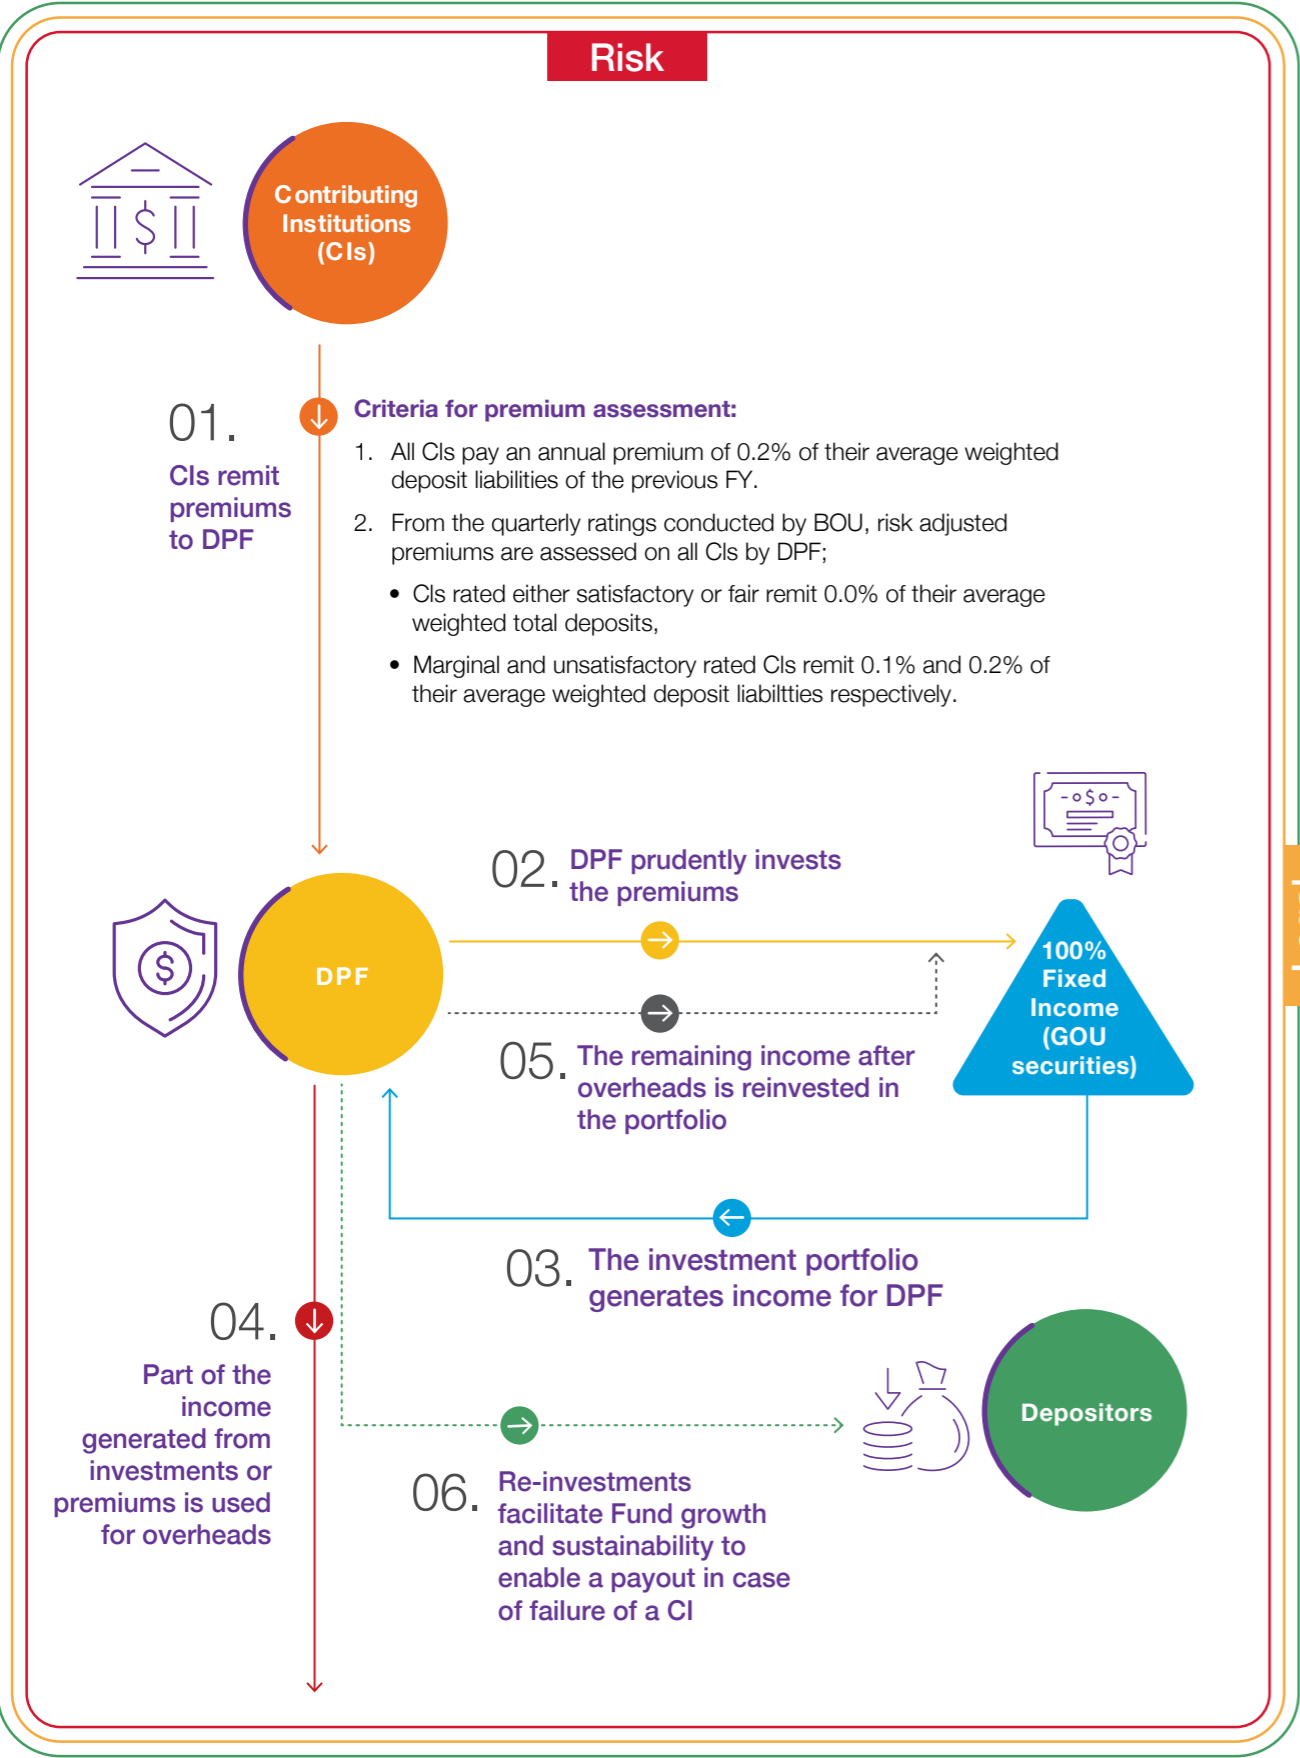 Risk
Contributing
Institutions
(CIs)
01.
CIs remit
premiums
to DPF
Criteria for premium assessment:
1. All CIs pay an annual premium of 0.2% of their average weighted
deposit liabilities of the previous FY.
2. From the quarterly ratings conducted by BOU, risk adjusted
premiums are assessed on all CIs by DPF;
• CIs rated either satisfactory or fair remit 0.0% of their average
weighted total deposits,
• Marginal and unsatisfactory rated CIs remit 0.1% and 0.2% of
their average weighted deposit liabiltties respectively.
02. DPF prudently invests
the premiums
DPF
100%
Fixed
Income
(GOU
securities)
05. The remaining income after
overheads is reinvested in
the portfolio
03. The investment portfolio
generates income for DPF
04.
Part of the
income
generated from
investments or
premiums is used
for overheads
Depositors
06. Re-investments
facilitate Fund growth
and sustainability to
enable a payout in case
of failure of a CI